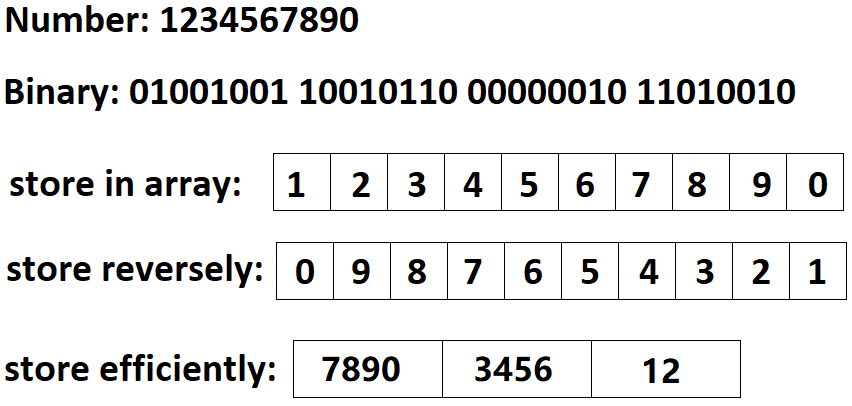 Number: 1234567890
Binary: 01001001 10010110 00000010 11010010
store in array: 1 2 3 4 5 6 7 8 9 0
store reversely: 0 9 8 7 6 5 4 3 2 1
store efficiently: 7890 3456 12